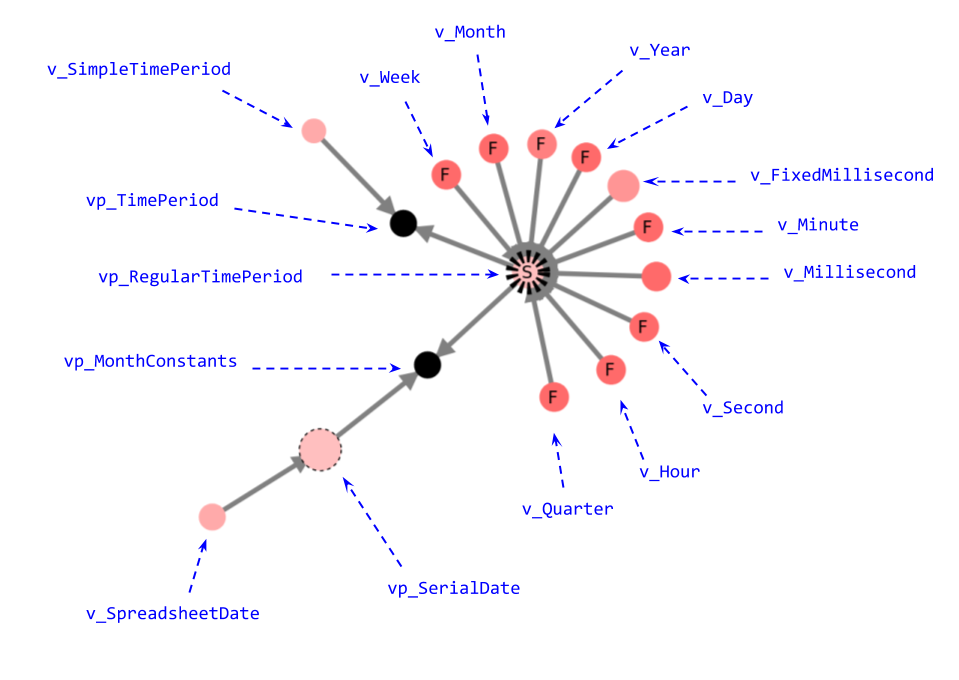 v_Month
v_Year
v_SimpleTimePeriod
v_Week
v_Day
F
F
F
F
v_FixedMillisecond
vp_TimePeriod
F
v_Minute
vp_RegularTimePeriod
S
v_Millisecond
F
vp_MonthConstants
F
F
v_Second
v_Hour
v_Quarter
vp_SerialDate
v_SpreadsheetDate